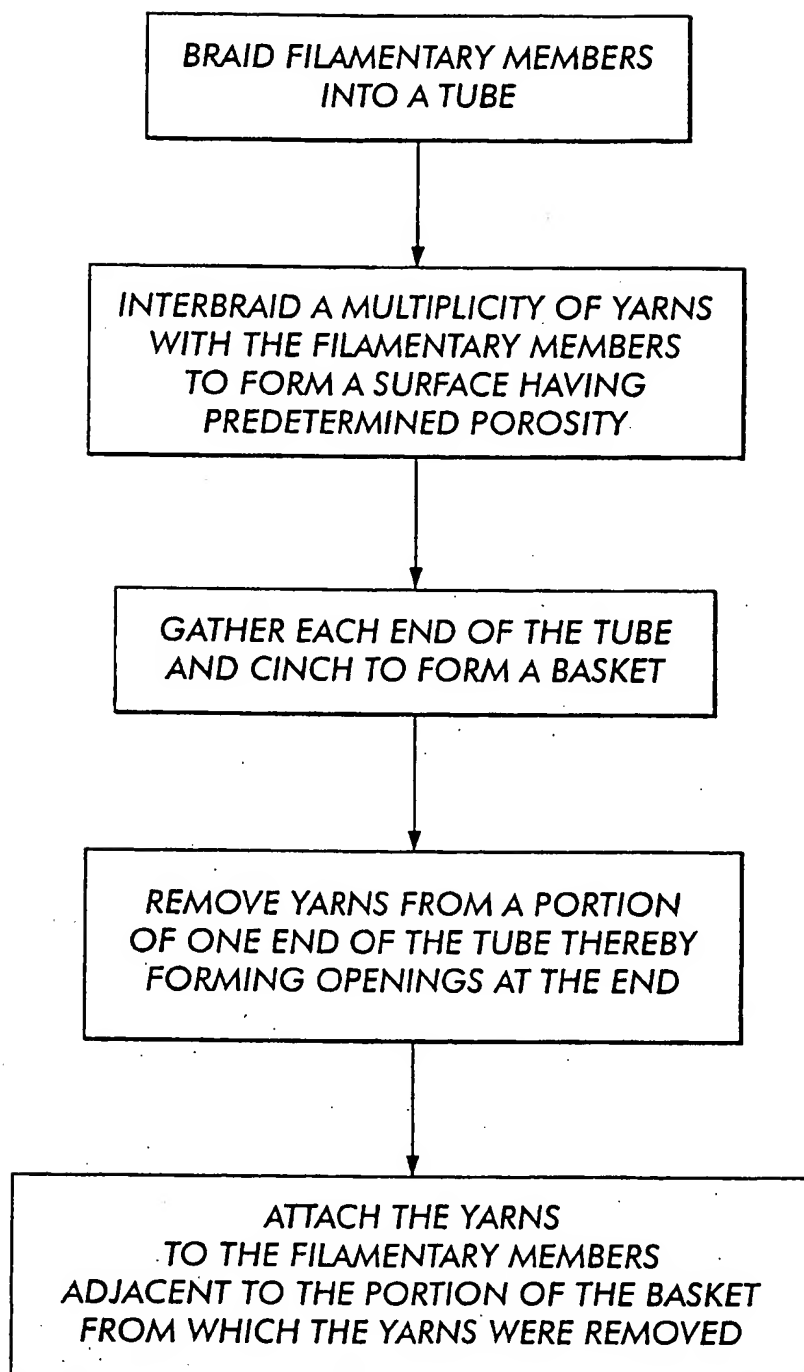 BRAID FILAMENTARY MEMBERS
INTO A TUBE
INTERBRAID A MULTIPLICITY OF YARNS
WITH THE FILAMENTARY MEMBERS
TO FORM A SURFACE HAVING
PREDETERMINED POROSITY
GATHER EACH END OF THE TUBE
AND CINCH TO FORM A BASKET
REMOVE YARNS FROM A PORTION
OF ONE END OF THE TUBE THEREBY
FORMING OPENINGS AT THE END
ATTACH THE YARNS
TO THE FILAMENTARY MEMBERS
ADJACENT TO THE PORTION OF THE BASKET
FROM WHICH THE YARNS WERE REMOVED